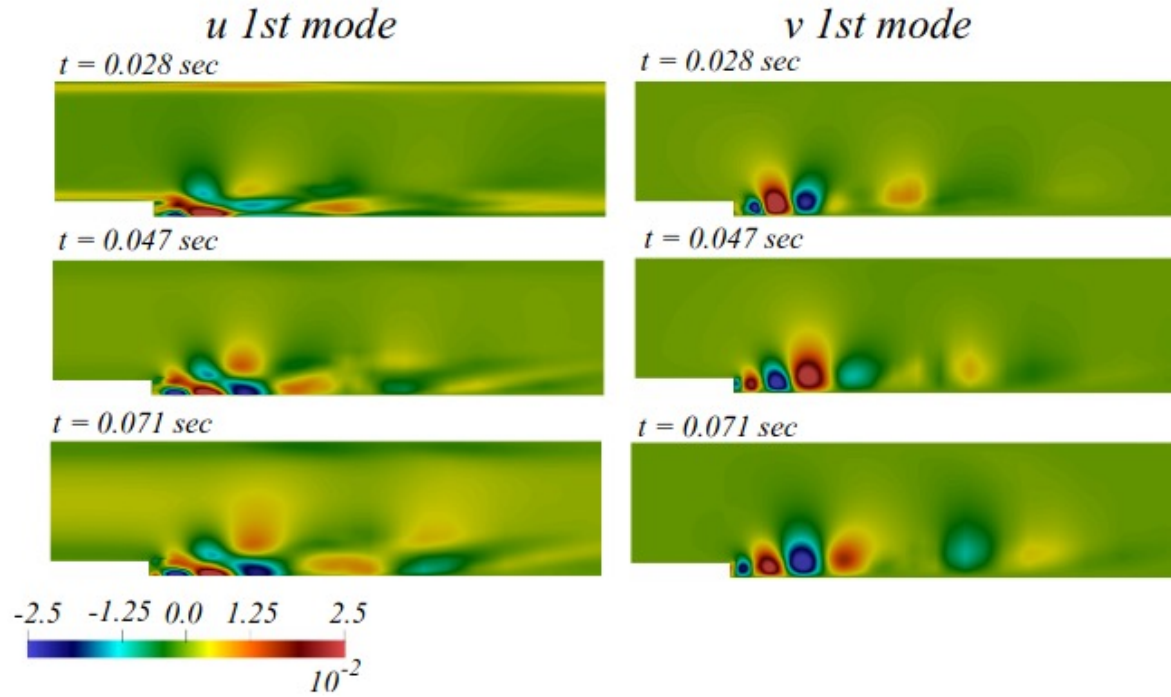 u 1st mode
v 1st mode
t = 0.028 sec
t = 0.028 sec
t = 0.047 sec
t = 0.047 sec
t = 0.071 sec
t = 0.071 sec
-2.5 -1.25 0.0 1.25 2.5
10⁻²